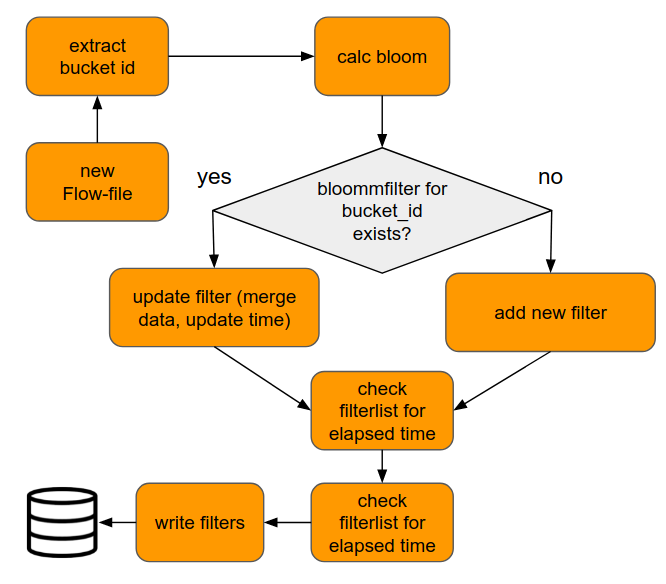 extract
bucket id
calc bloom
new
Flow-file
yes
no
bloommfilter for
bucket_id
exists?
update filter (merge
data, update time)
add new filter
check
filterlist for
elapsed time
check
filterlist for
elapsed time
write filters